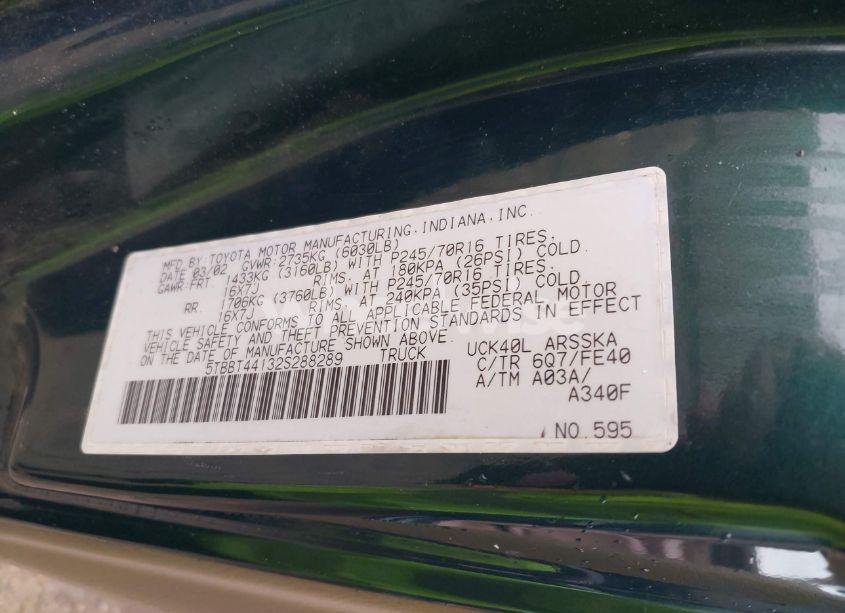 MFD BY: TOYOTA MOTOR MANUFACTURING, INDIANA, INC.
DATE 03/02 GVWR:2735KG (6030LB)
GAWR:FRT. 1433KG (3160LB) WITH P245/70R16 TIRES,
16X7J RIMS, AT 180KPA (26PSI) COLD.
RR. 1706KG (3760LB) WITH P245/70R16 TIRES,
16X7J RIMS, AT 240KPA (35PSI) COLD.
THIS VEHICLE CONFORMS TO ALL APPLICABLE FEDERAL MOTOR
VEHICLE SAFETY AND THEFT PREVENTION STANDARDS IN EFFECT
ON THE DATE OF MANUFACTURE SHOWN ABOVE.
5TBBT44132S288289 TRUCK
UCK40L ARSSKA
C/TR 6Q7/FE40
A/TM A03A/
A340F
NO.595